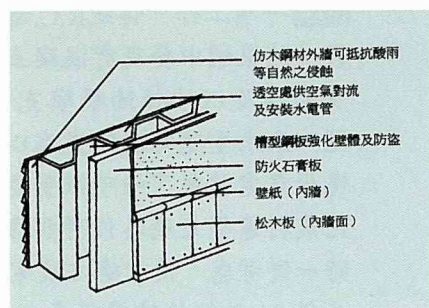 仿木鋼材外牆可抵抗酸雨
等自然之侵蝕
透空處供空氣對流
及安裝水電管
槽型鋼板強化壁體及防盜
防火石膏板
壁紙（內牆）
松木板（內牆面）